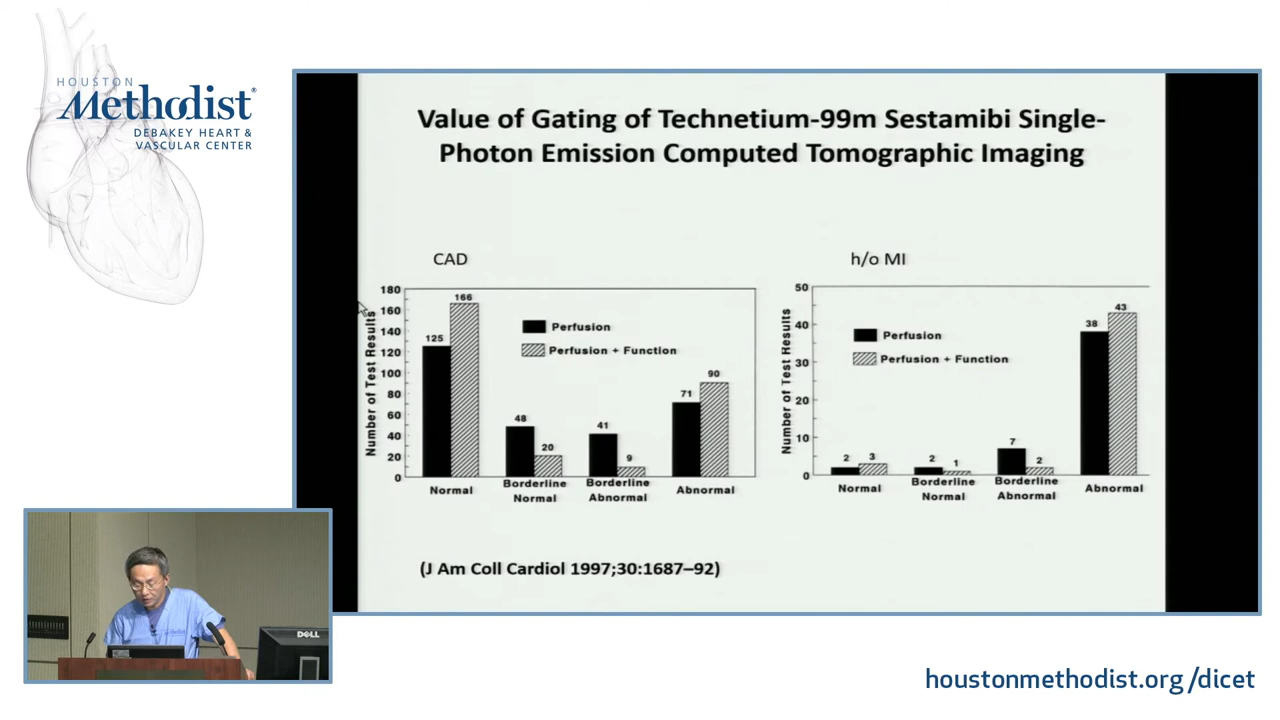 HOUSTON
Methodist®
DEBAKEY HEART &
VASCULAR CENTER
Value of Gating of Technetium-99m Sestamibi Single-
Photon Emission Computed Tomographic Imaging
CAD
Number of Test Results
180
160
140
120
100
80
60
40
20
0
Perfusion
Perfusion + Function
125
166
48
20
41
9
71
90
Normal
Borderline
Normal
Borderline
Abnormal
Abnormal
h/o MI
Number of Test Results
50
40
30
20
10
0
Perfusion
Perfusion + Function
2
3
2
1
7
2
38
43
Normal
Borderline
Normal
Borderline
Abnormal
Abnormal
(J Am Coll Cardiol 1997;30:1687–92)
DELL
houstonmethodist.org/dicet